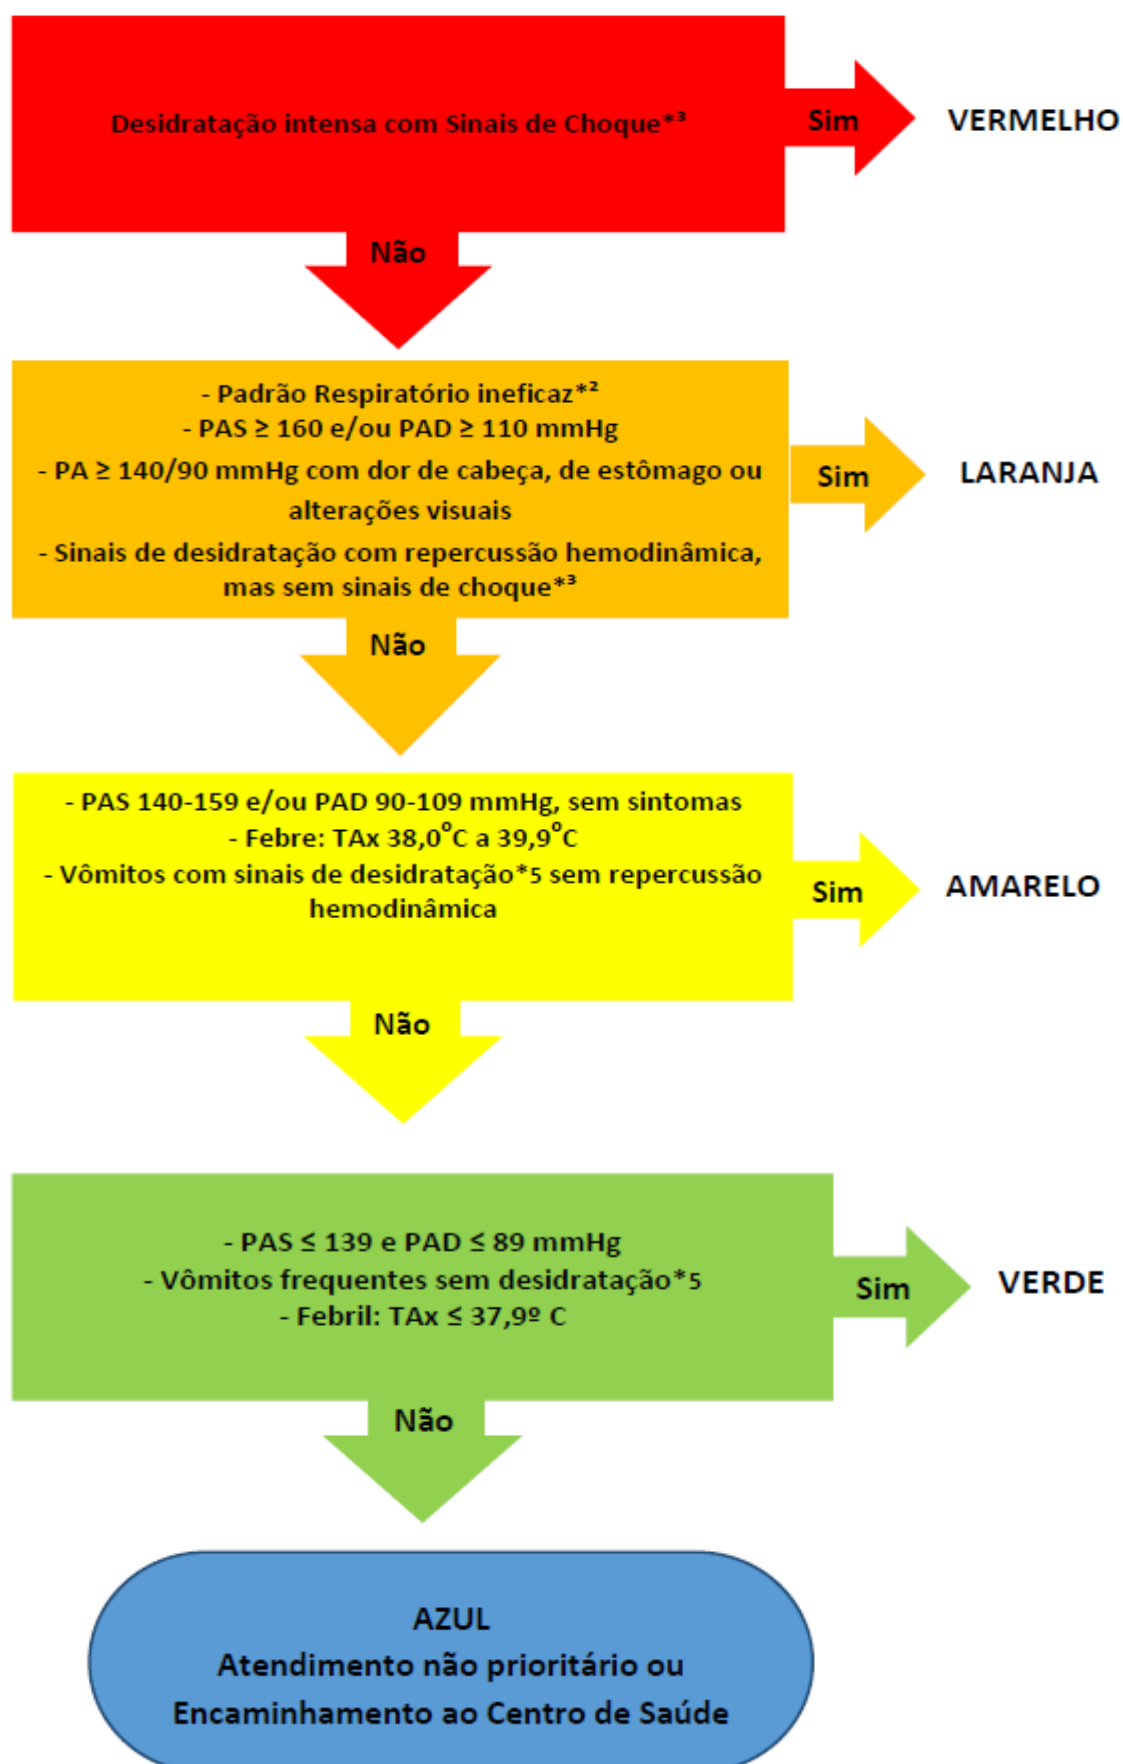 Desidratação intensa com Sinais de Choque*³
Sim
VERMELHO
Não
- Padrão Respiratório ineficaz*²
- PAS ≥ 160 e/ou PAD ≥ 110 mmHg
- PA ≥ 140/90 mmHg com dor de cabeça, de estômago ou
alterações visuais
- Sinais de desidratação com repercussão hemodinâmica,
mas sem sinais de choque*³
Sim
LARANJA
Não
- PAS 140-159 e/ou PAD 90-109 mmHg, sem sintomas
- Febre: TAx 38,0⁰C a 39,9⁰C
- Vômitos com sinais de desidratação*5 sem repercussão
hemodinâmica
Sim
AMARELO
Não
- PAS ≤ 139 e PAD ≤ 89 mmHg
- Vômitos frequentes sem desidratação*5
- Febril: TAx ≤ 37,9º C
Sim
VERDE
Não
AZUL
Atendimento não prioritário ou
Encaminhamento ao Centro de Saúde